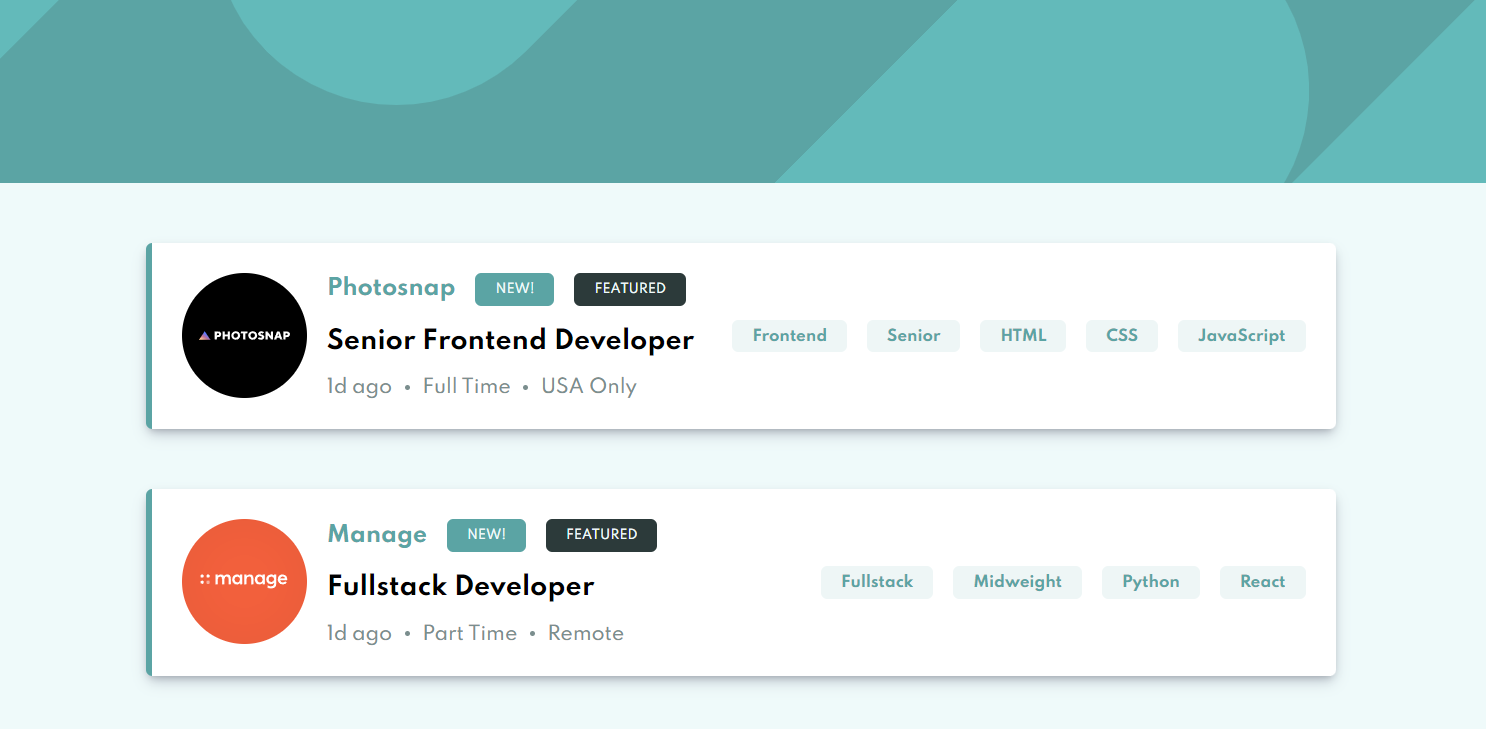 Photosnap NEW! FEATURED
PHOTOSNAP
Senior Frontend Developer
Frontend Senior HTML CSS JavaScript
1d ago • Full Time • USA Only
Manage NEW! FEATURED
manage
Fullstack Developer
Fullstack Midweight Python React
1d ago • Part Time • Remote